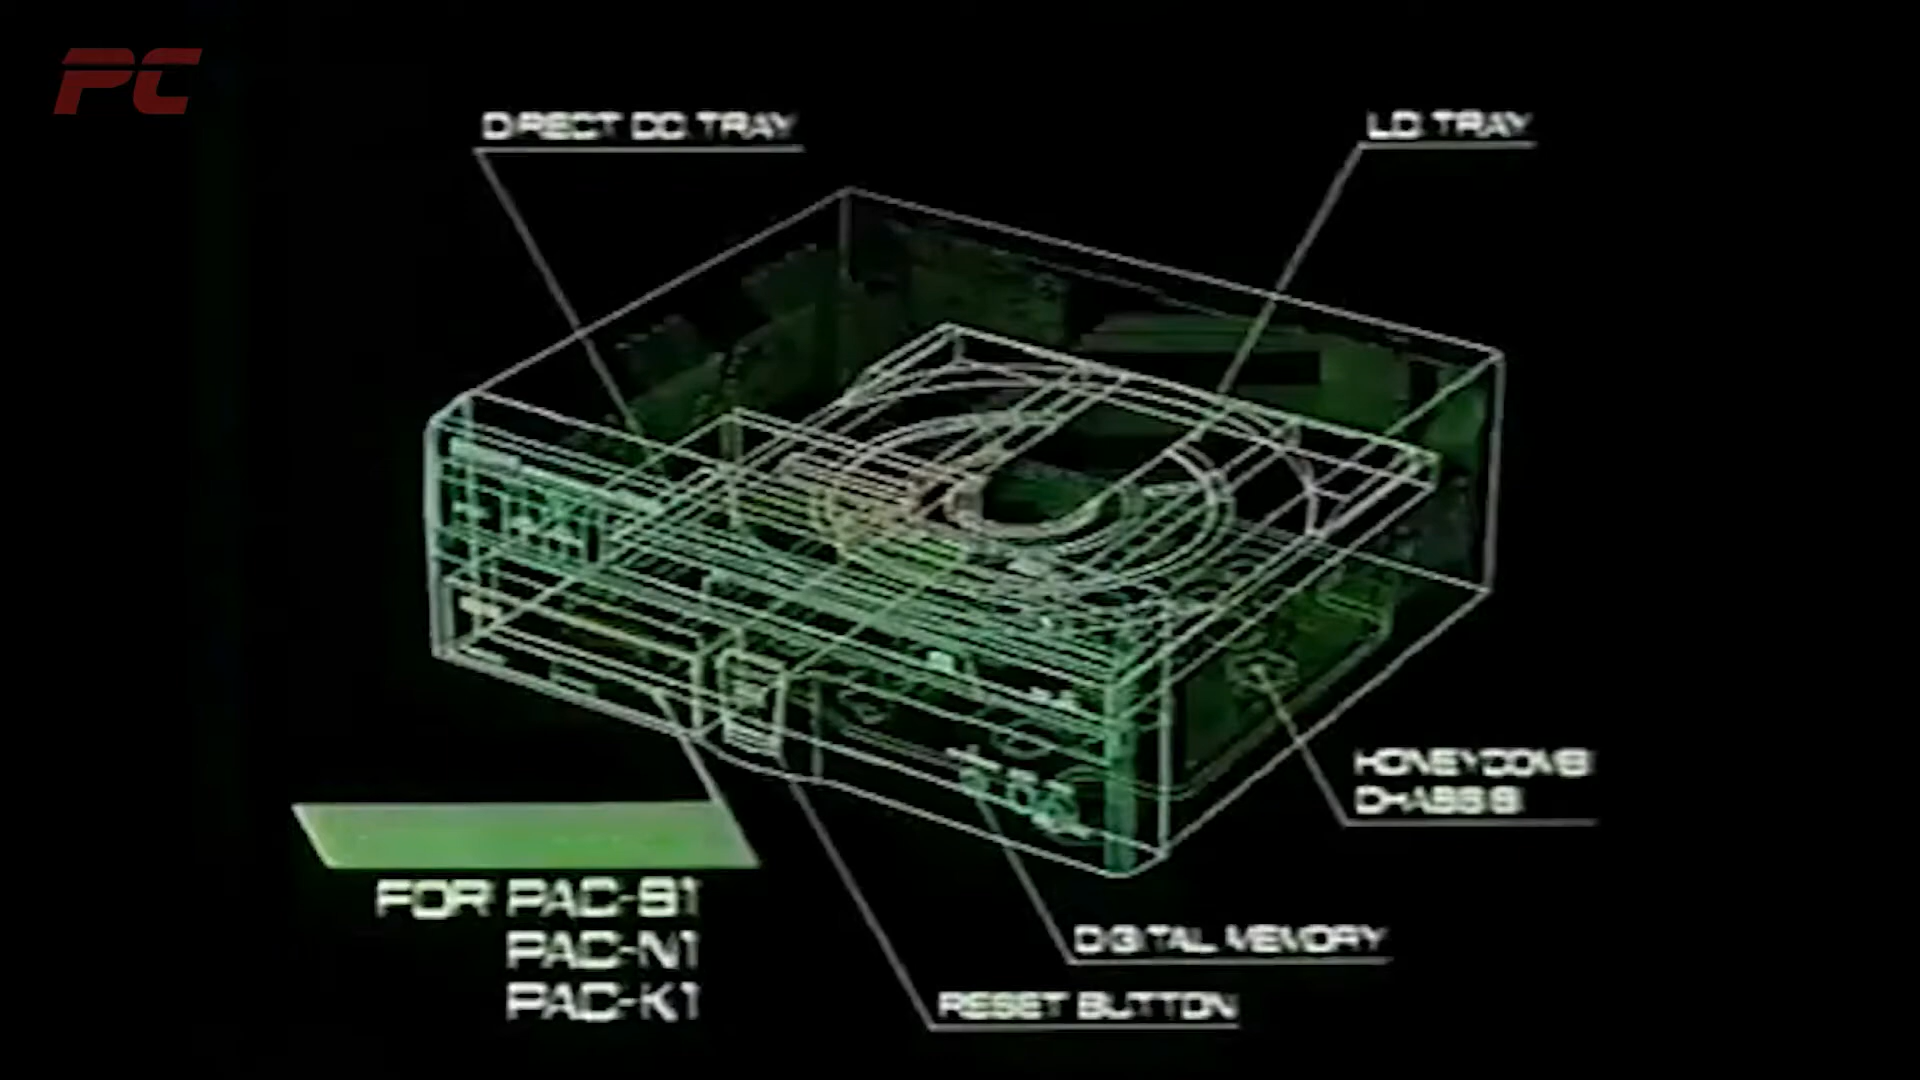 PC
DIRECT CD TRAY
LD TRAY
HONEYCOMB
CHASSIS
FOR PAC-S1
PAC-N1
PAC-K1
DIGITAL MEMORY
RESET BUTTON